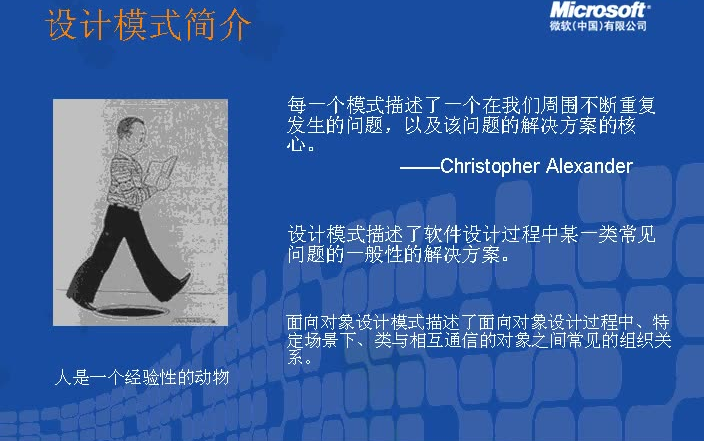 设计模式简介
Microsoft
微软(中国)有限公司
每一个模式描述了一个在我们周围不断重复
发生的问题，以及该问题的解决方案的核
心。
——Christopher Alexander
设计模式描述了软件设计过程中某一类常见
问题的一般性的解决方案。
面向对象设计模式描述了面向对象设计过程中、特
定场景下、类与相互通信的对象之间常见的组织关
系。
人是一个经验性的动物